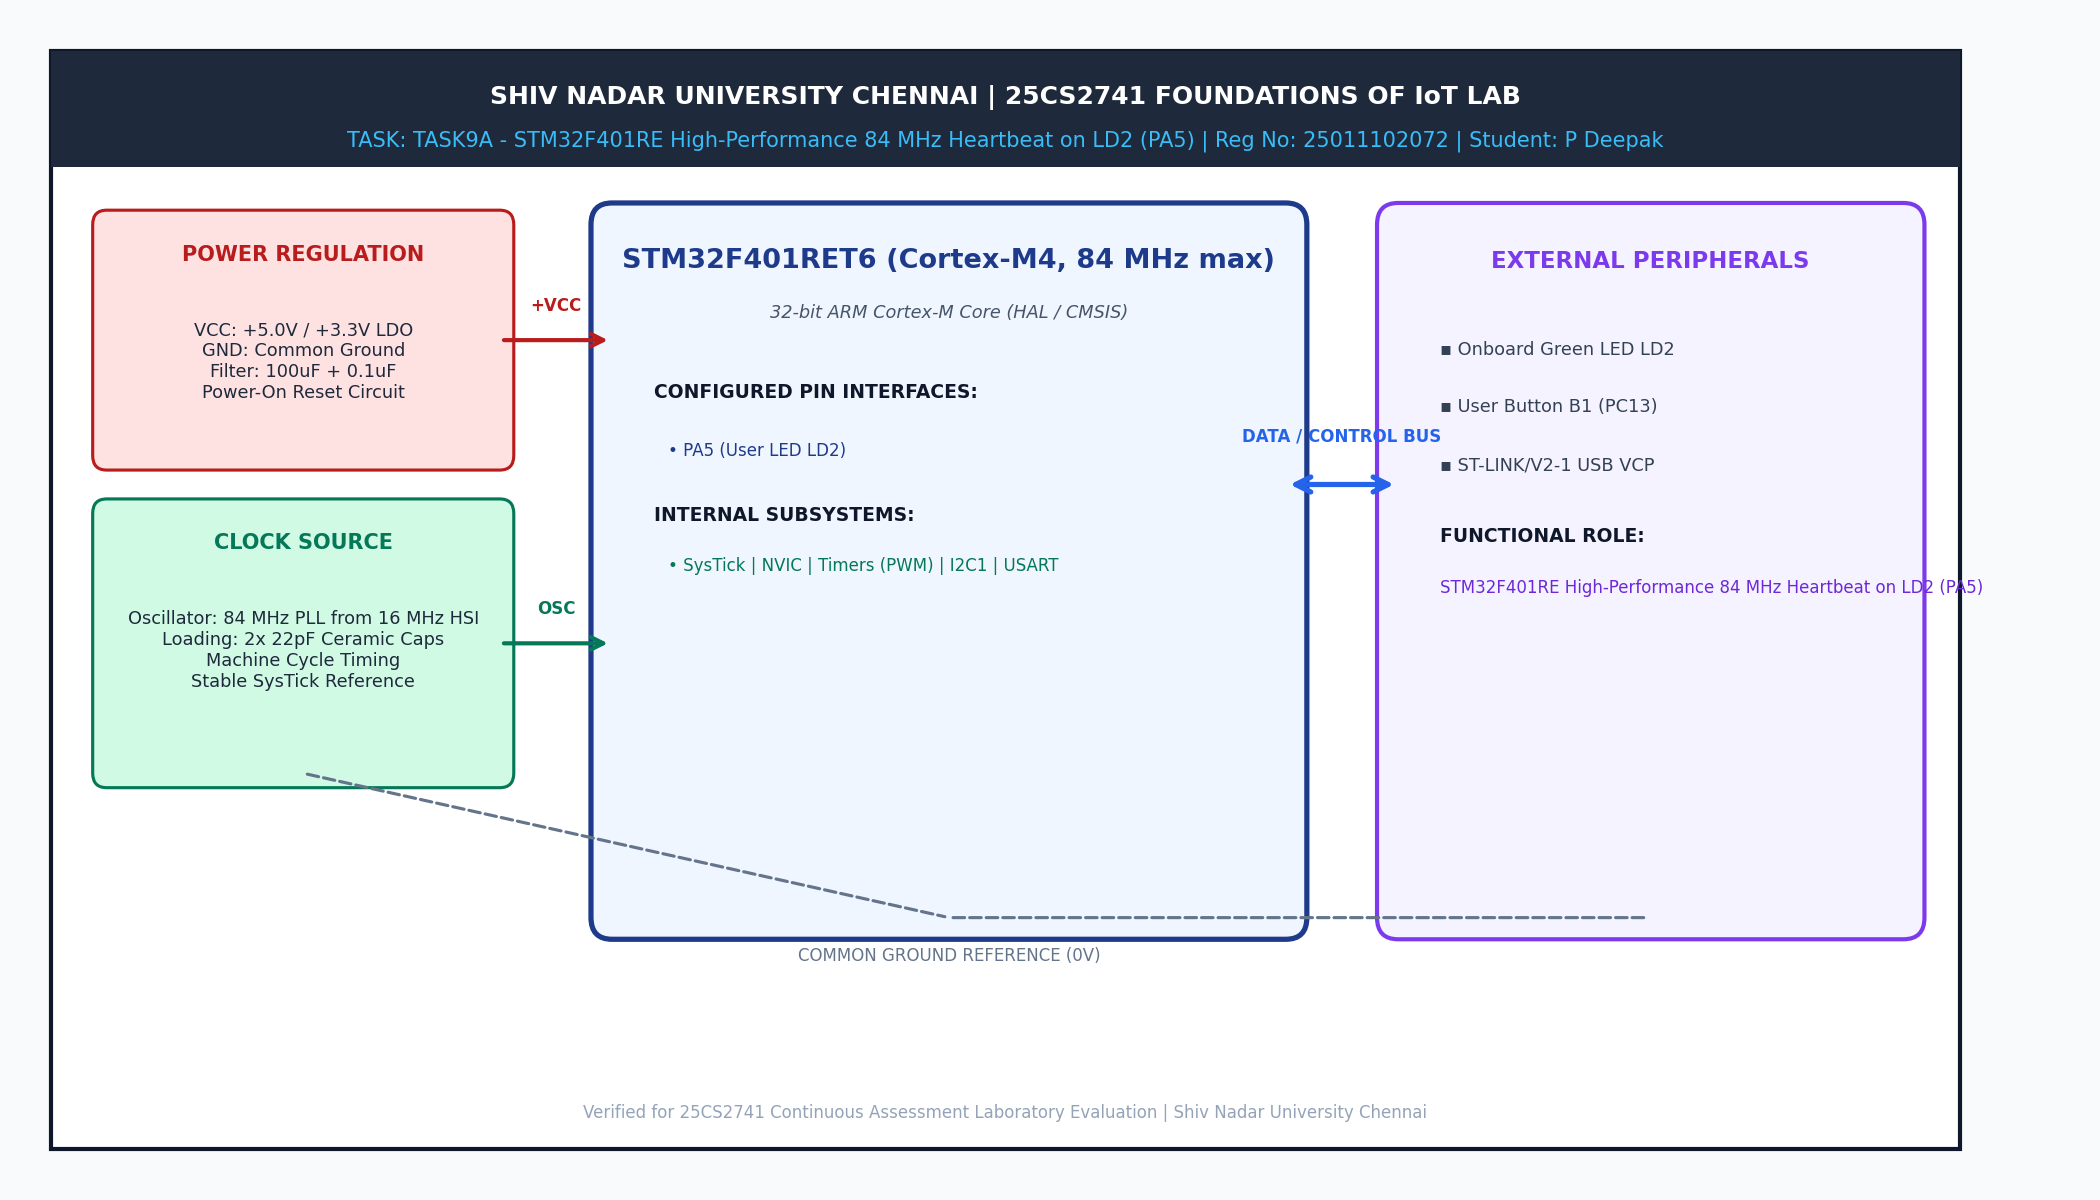 SHIV NADAR UNIVERSITY CHENNAI | 25CS2741 FOUNDATIONS OF IoT LAB
TASK: TASK9A - STM32F401RE High-Performance 84 MHz Heartbeat on LD2 (PA5) | Reg No: 25011102072 | Student: P Deepak
POWER REGULATION
VCC: +5.0V / +3.3V LDO
GND: Common Ground
Filter: 100uF + 0.1uF
Power-On Reset Circuit
+VCC
CLOCK SOURCE
Oscillator: 84 MHz PLL from 16 MHz HSI
Loading: 2x 22pF Ceramic Caps
Machine Cycle Timing
Stable SysTick Reference
OSC
STM32F401RET6 (Cortex-M4, 84 MHz max)
32-bit ARM Cortex-M Core (HAL / CMSIS)
CONFIGURED PIN INTERFACES:
• PA5 (User LED LD2)
INTERNAL SUBSYSTEMS:
• SysTick | NVIC | Timers (PWM) | I2C1 | USART
DATA / CONTROL BUS
EXTERNAL PERIPHERALS
▪ Onboard Green LED LD2
▪ User Button B1 (PC13)
▪ ST-LINK/V2-1 USB VCP
FUNCTIONAL ROLE:
STM32F401RE High-Performance 84 MHz Heartbeat on LD2 (PA5)
COMMON GROUND REFERENCE (0V)
Verified for 25CS2741 Continuous Assessment Laboratory Evaluation | Shiv Nadar University Chennai